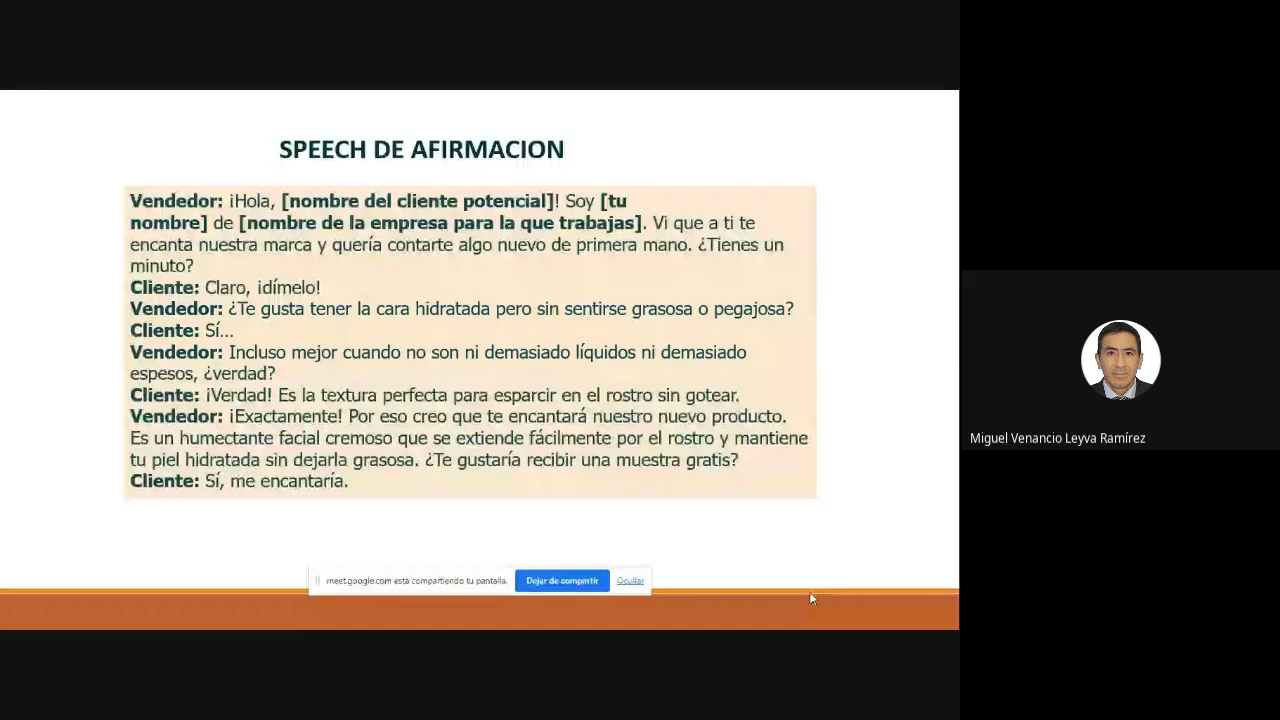 SPEECH DE AFIRMACION
Vendedor: ¡Hola, [nombre del cliente potencial]! Soy [tu
nombre] de [nombre de la empresa para la que trabajas]. Vi que a ti te
encanta nuestra marca y quería contarte algo nuevo de primera mano. ¿Tienes un
minuto?
Cliente: Claro, ¡dímelo!
Vendedor: ¿Te gusta tener la cara hidratada pero sin sentirse grasosa o pegajosa?
Cliente: Sí...
Vendedor: Incluso mejor cuando no son ni demasiado líquidos ni demasiado
espesos, ¿verdad?
Cliente: ¡Verdad! Es la textura perfecta para esparcir en el rostro sin gotear.
Vendedor: ¡Exactamente! Por eso creo que te encantará nuestro nuevo producto.
Es un humectante facial cremoso que se extiende fácilmente por el rostro y mantiene
tu piel hidratada sin dejarla grasosa. ¿Te gustaría recibir una muestra gratis?
Cliente: Sí, me encantaría.
meet.google.com está compartiendo tu pantalla. Dejar de compartir Ocultar
Miguel Venancio Leyva Ramírez